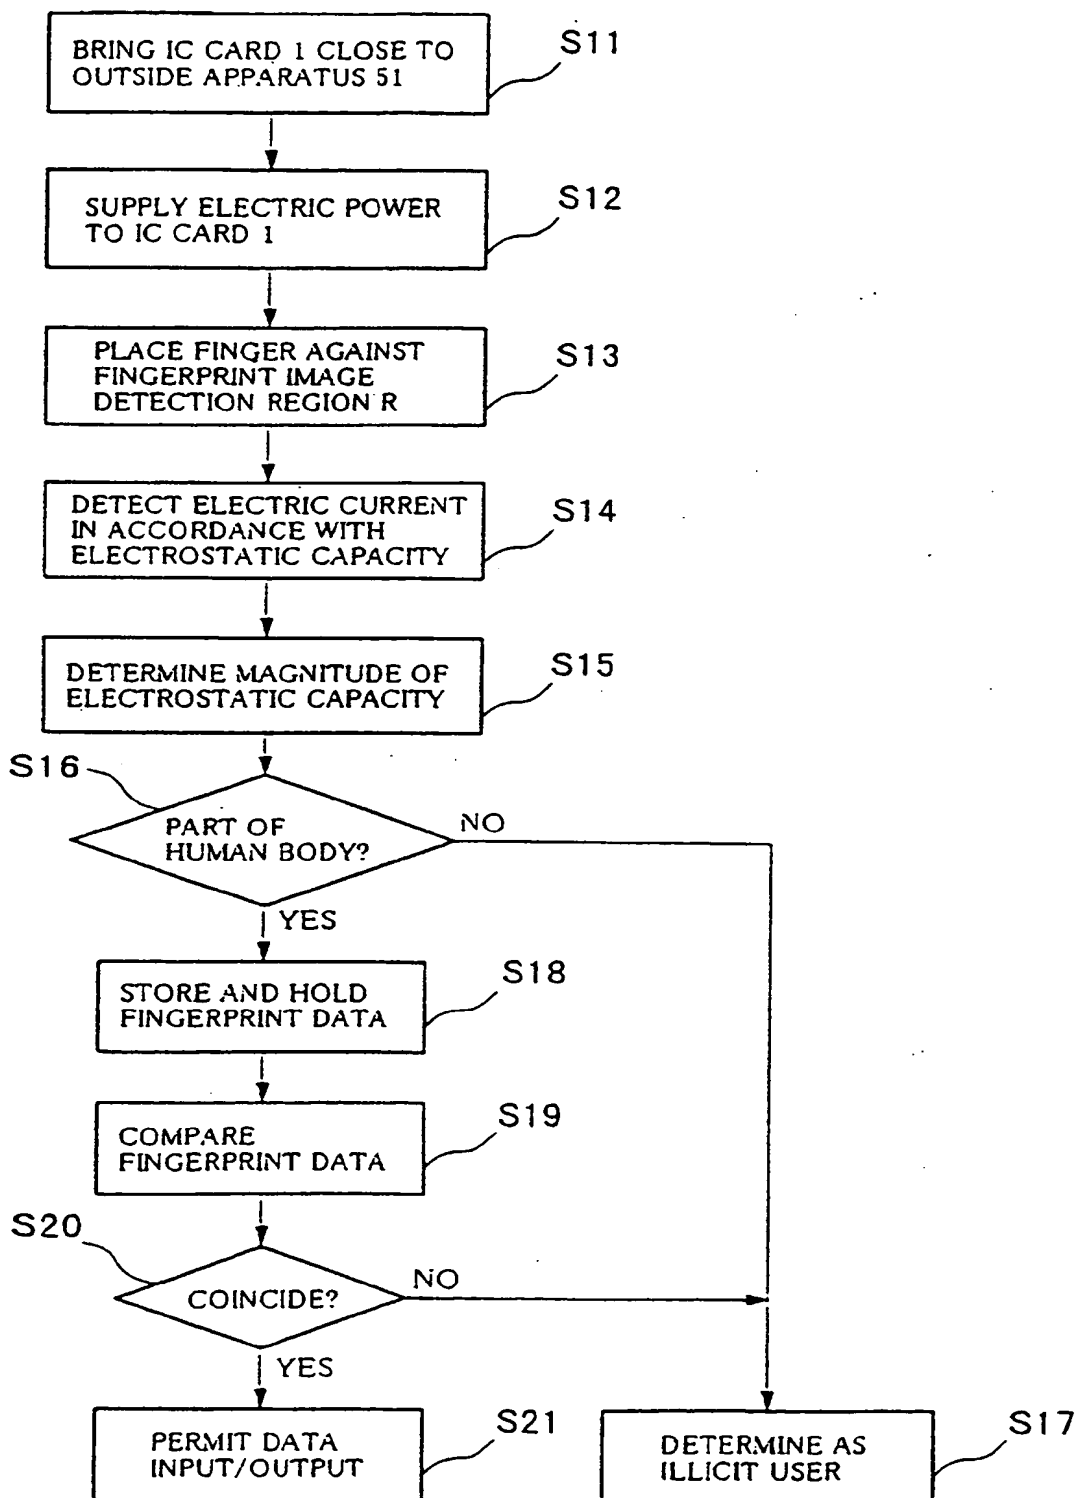 BRING IC CARD 1 CLOSE TO
OUTSIDE APPARATUS 51
S11
SUPPLY ELECTRIC POWER
TO IC CARD 1
S12
PLACE FINGER AGAINST
FINGERPRINT IMAGE
DETECTION REGION R
S13
DETECT ELECTRIC CURRENT
IN ACCORDANCE WITH
ELECTROSTATIC CAPACITY
S14
DETERMINE MAGNITUDE OF
ELECTROSTATIC CAPACITY
S15
S16
PART OF
HUMAN BODY?
NO
YES
STORE AND HOLD
FINGERPRINT DATA
S18
COMPARE
FINGERPRINT DATA
S19
S20
COINCIDE?
NO
YES
PERMIT DATA
INPUT/OUTPUT
S21
DETERMINE AS
ILLICIT USER
S17